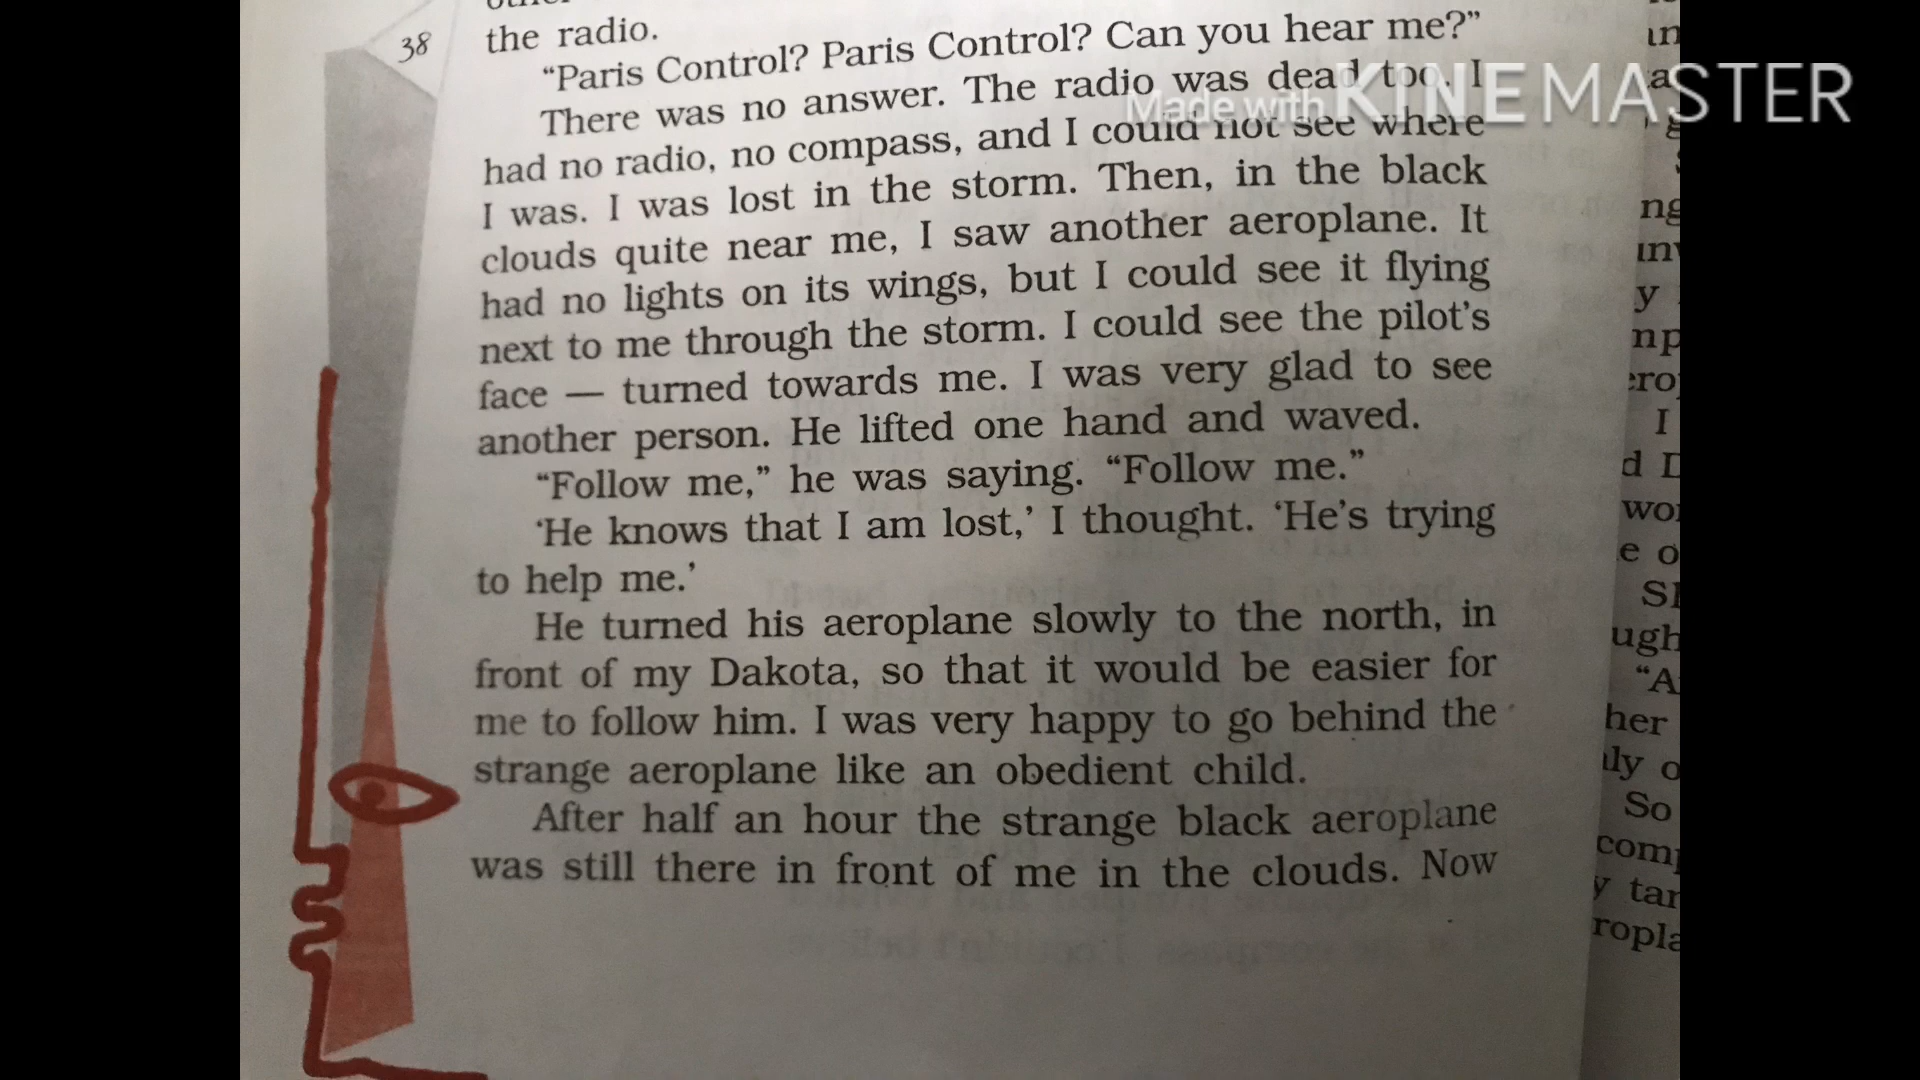 38
the radio.
“Paris Control? Paris Control? Can you hear me?”
There was no answer. The radio was dead too. I
had no radio, no compass, and I could not see where
I was. I was lost in the storm. Then, in the black
clouds quite near me, I saw another aeroplane. It
had no lights on its wings, but I could see it flying
next to me through the storm. I could see the pilot’s
face — turned towards me. I was very glad to see
another person. He lifted one hand and waved.
“Follow me,” he was saying. “Follow me.”
‘He knows that I am lost,’ I thought. ‘He’s trying
to help me.’
He turned his aeroplane slowly to the north, in
front of my Dakota, so that it would be easier for
me to follow him. I was very happy to go behind the
strange aeroplane like an obedient child.
After half an hour the strange black aeroplane
was still there in front of me in the clouds. Now
Made with KINEMASTER